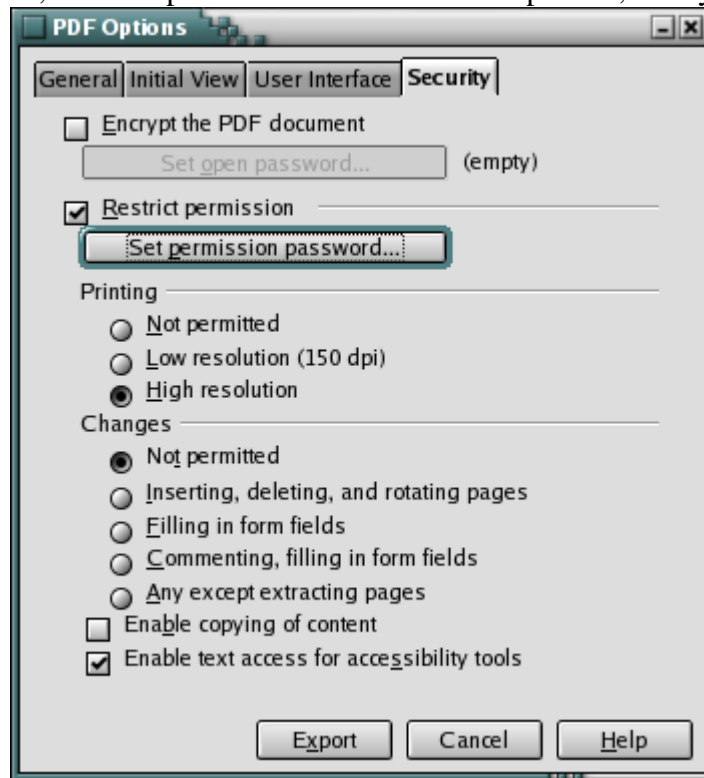 PDF Options
General Initial View User Interface Security
Encrypt the PDF document
Set open password... (empty)
Restrict permission
Set permission password...
Printing
Not permitted
Low resolution (150 dpi)
High resolution
Changes
Not permitted
Inserting, deleting, and rotating pages
Filling in form fields
Commenting, filling in form fields
Any except extracting pages
Enable copying of content
Enable text access for accessibility tools
Export Cancel Help